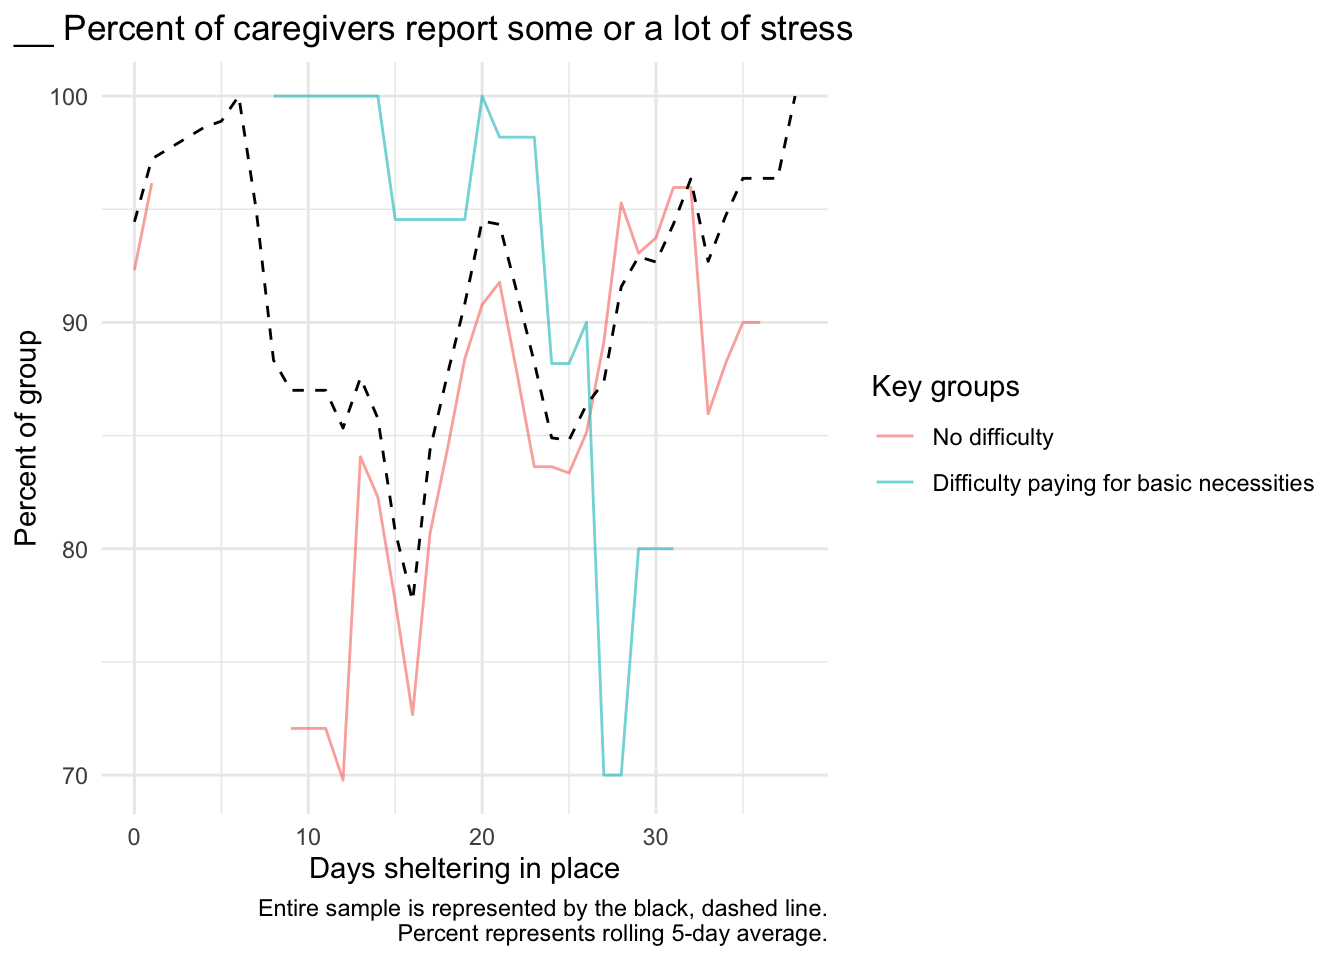 __ Percent of caregivers report some or a lot of stress
100
90
80
70
Percent of group
0 10 20 30
Days sheltering in place
Key groups
No difficulty
Difficulty paying for basic necessities
Entire sample is represented by the black, dashed line.
Percent represents rolling 5-day average.